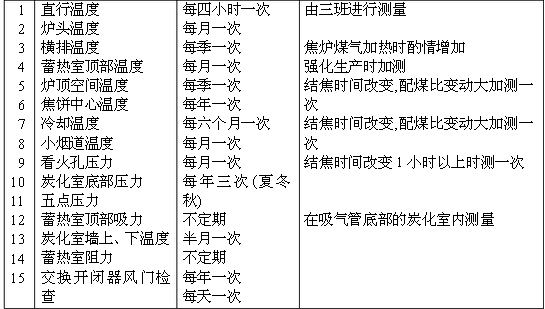 1 直行温度 每四小时一次 由三班进行测量
2 炉头温度 每月一次
3 横排温度 每季一次 焦炉煤气加热时酌情增加
4 蓄热室顶部温度 每月一次 强化生产时加测
5 炉顶空间温度 每季一次 结焦时间改变,配煤比变动大加测一
6 焦饼中心温度 每年一次 次
7 冷却温度 每六个月一次 结焦时间改变,配煤比变动大加测一
8 小烟道温度 每月一次 次
9 看火孔压力 每月一次 结焦时间改变1小时以上时测一次
10 炭化室底部压力 每年三次(夏冬
11 五点压力 秋)
12 蓄热室顶部吸力 不定期 在吸气管底部的炭化室内测量
13 炭化室墙上、下温度 半月一次
14 蓄热室阻力 不定期
15 交换开闭器风门检 每年一次
查 每天一次